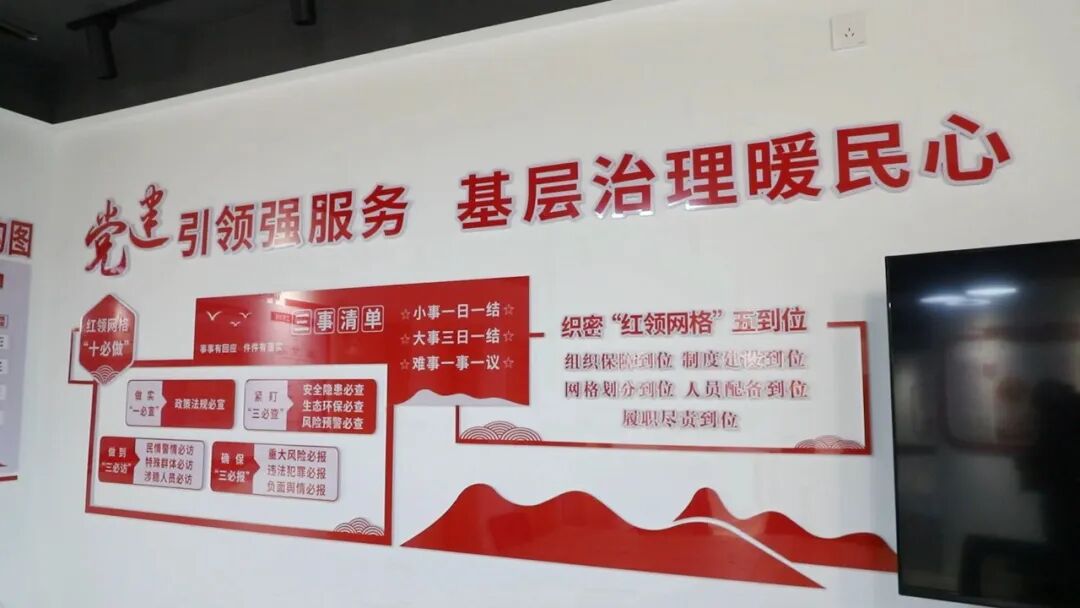 党建引领强服务 基层治理暖民心
图
红领网格
“十必做”
三事清单
事事有回应 件件有落实
☆小事一日一结☆
☆大事三日一结☆
☆难事一事一议☆
织密“红领网格”五到位
组织保障到位 制度建设到位
网格划分到位 人员配备到位
履职尽责到位
做实
“一必宣”
政策法规必宣
紧盯
“三必查”
安全隐患必查
生态环保必查
风险预警必查
做到
“三必访”
民情警情必访
特殊群体必访
涉稳人员必访
确保
“三必报”
重大风险必报
违法犯罪必报
负面舆情必报